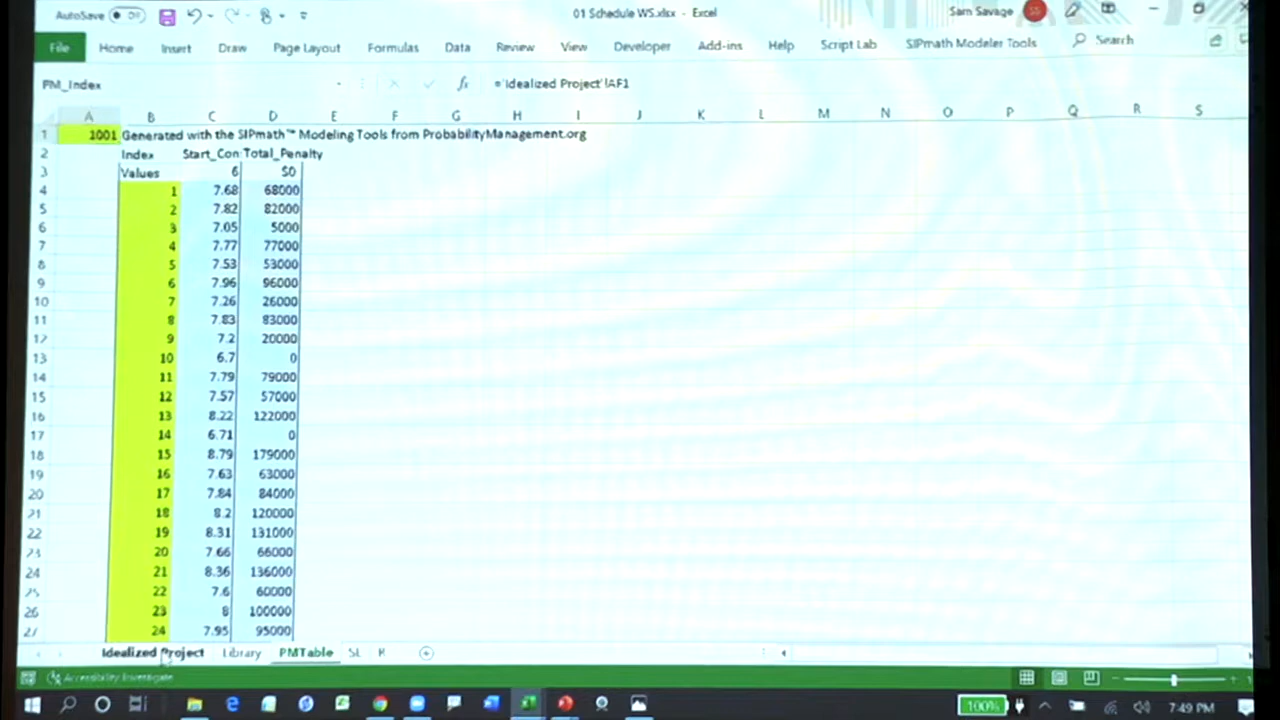 AutoSave Off 01 Schedule WS.xlsx - Excel Sam Savage
File Home Insert Draw Page Layout Formulas Data Review View Developer Add-ins Help Script Lab SIPmath Modeler Tools Search
PM_Index fx ='Idealized Project'!AF1
A B C D E F G H I J K L M N O P Q R S
1 1001 Generated with the SIPmath™ Modeling Tools from ProbabilityManagement.org
2 Index Start_Con Total_Penalty
3 Values 6 $0
4 1 7.68 68000
5 2 7.82 82000
6 3 7.05 5000
7 4 7.77 77000
8 5 7.53 53000
9 6 7.96 96000
10 7 7.26 26000
11 8 7.83 83000
12 9 7.2 20000
13 10 6.7 0
14 11 7.79 79000
15 12 7.57 57000
16 13 8.22 122000
17 14 6.71 0
18 15 8.79 179000
19 16 7.63 63000
20 17 7.84 84000
21 18 8.2 120000
22 19 8.31 131000
23 20 7.66 66000
24 21 8.36 136000
25 22 7.6 60000
26 23 8 100000
27 24 7.95 95000
Idealized Project Library PMTable
Accessibility: Investigate
100% 7:49 PM